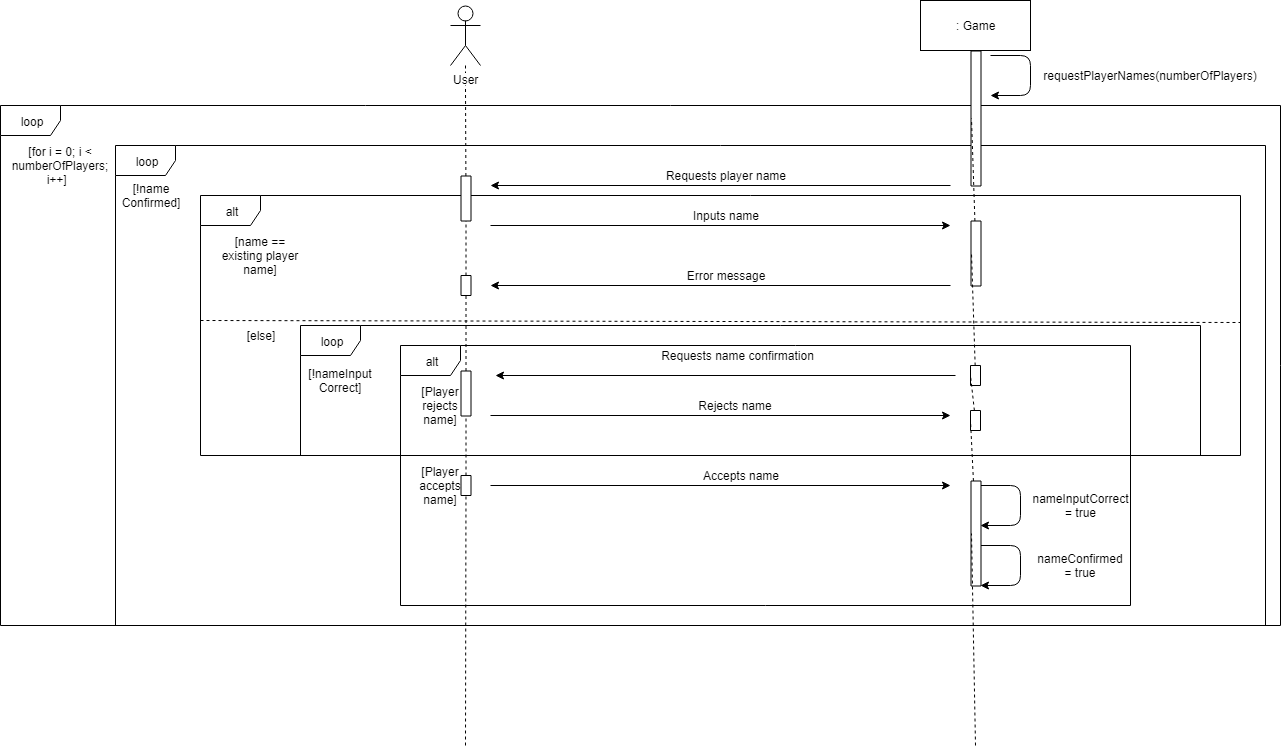 : Game
User
requestPlayerNames(numberOfPlayers)
loop
[for i = 0; i <
numberOfPlayers;
i++]
loop
[!name
Confirmed]
Requests player name
alt
[name ==
existing player
name]
Inputs name
Error message
[else]
loop
[!nameInput
Correct]
alt
Requests name confirmation
[Player
rejects
name]
Rejects name
[Player
accepts
name]
Accepts name
nameInputCorrect
= true
nameConfirmed
= true